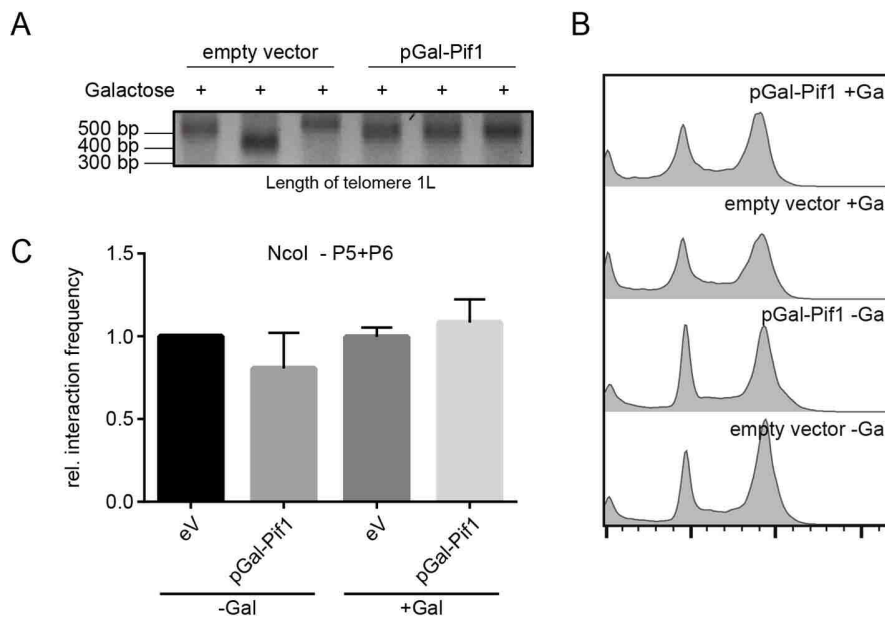 A
empty vector
pGal-Pif1
Galactose + + + + + +
500 bp
400 bp
300 bp
Length of telomere 1L
B
pGal-Pif1 +Ga
empty vector +Ga
pGal-Pif1 -Ga
empty vector -Ga
C
NcoI - P5+P6
rel. interaction frequency
1.5
1.0
0.5
0.0
eV
pGal-Pif1
eV
pGal-Pif1
-Gal
+Gal